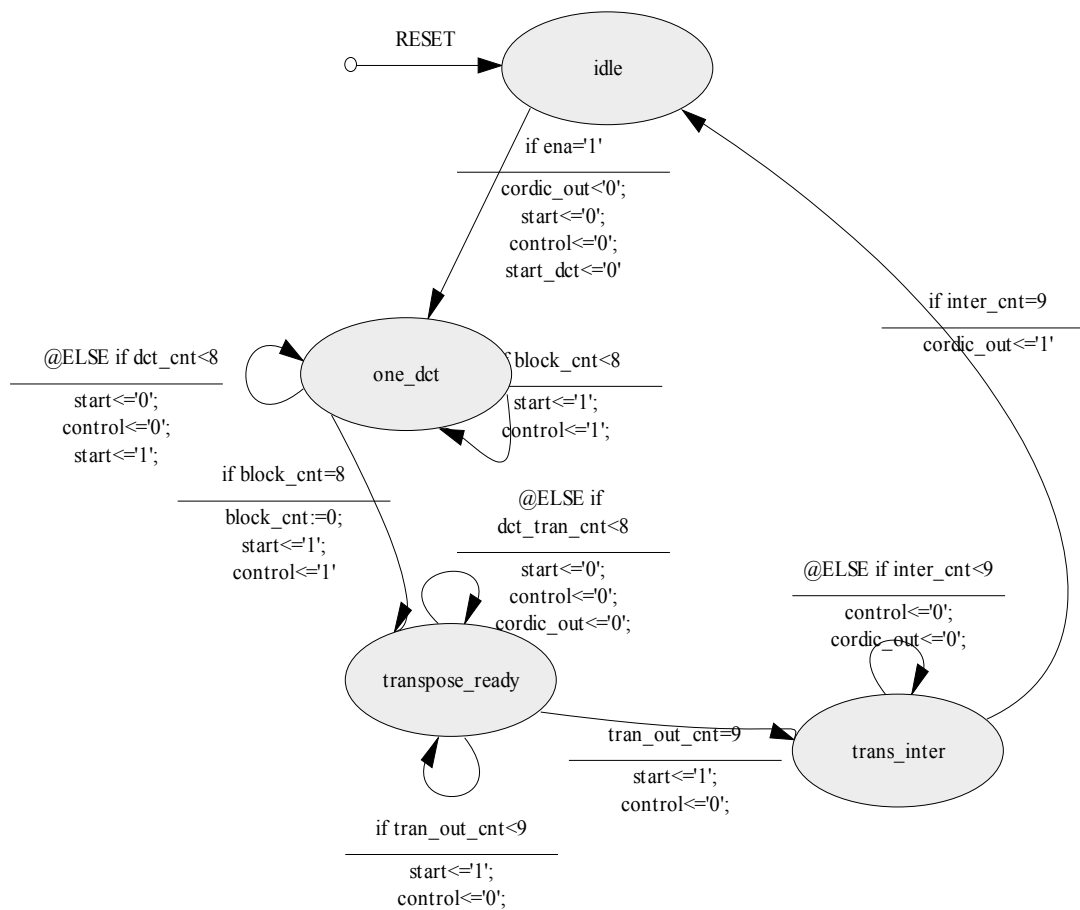 RESET
idle
if ena='1'
cordic_out<'0';
start<='0';
control<='0';
start_dct<='0'
if inter_cnt=9
cordic_out<='1'
@ELSE if dct_cnt<8
start<='0';
control<='0';
start<='1';
one_dct
f block_cnt<8
start<='1';
control<='1';
if block_cnt=8
block_cnt:=0;
start<='1';
control<='1'
@ELSE if
dct_tran_cnt<8
start<='0';
control<='0';
cordic_out<='0';
@ELSE if inter_cnt<9
control<='0';
cordic_out<='0';
transpose_ready
tran_out_cnt=9
start<='1';
control<='0';
trans_inter
if tran_out_cnt<9
start<='1';
control<='0';